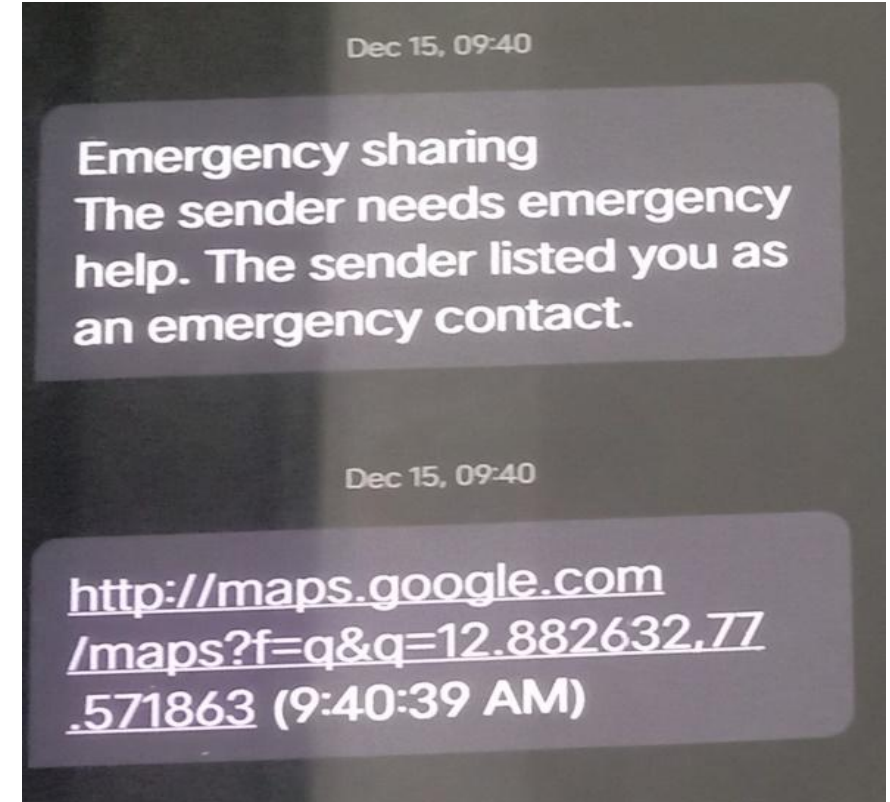 Dec 15, 09:40
Emergency sharing
The sender needs emergency
help. The sender listed you as
an emergency contact.
Dec 15, 09:40
http://maps.google.com
/maps?f=q&q=12.882632,77
.571863 (9:40:39 AM)